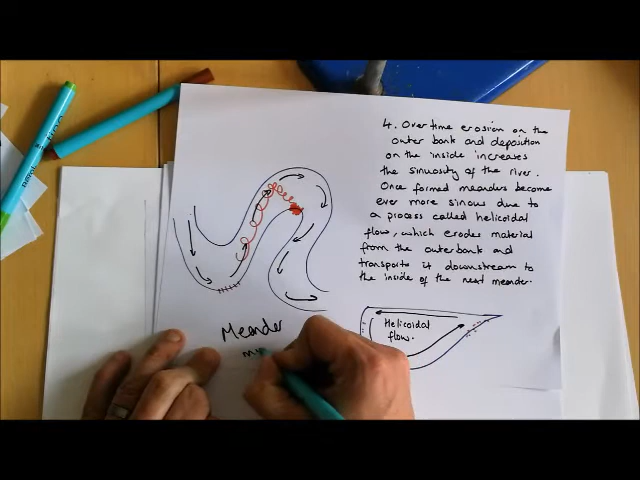 4. Over time erosion on the
outer bank and deposition
on the inside increases
the sinuosity of the river.
Once formed meanders become
ever more sinous due to
a process called helicoidal
flow, which erodes material
from the outerbank and
transports it downstream to
the inside of the next meander.
Meander
my
Helicoidal
flow.